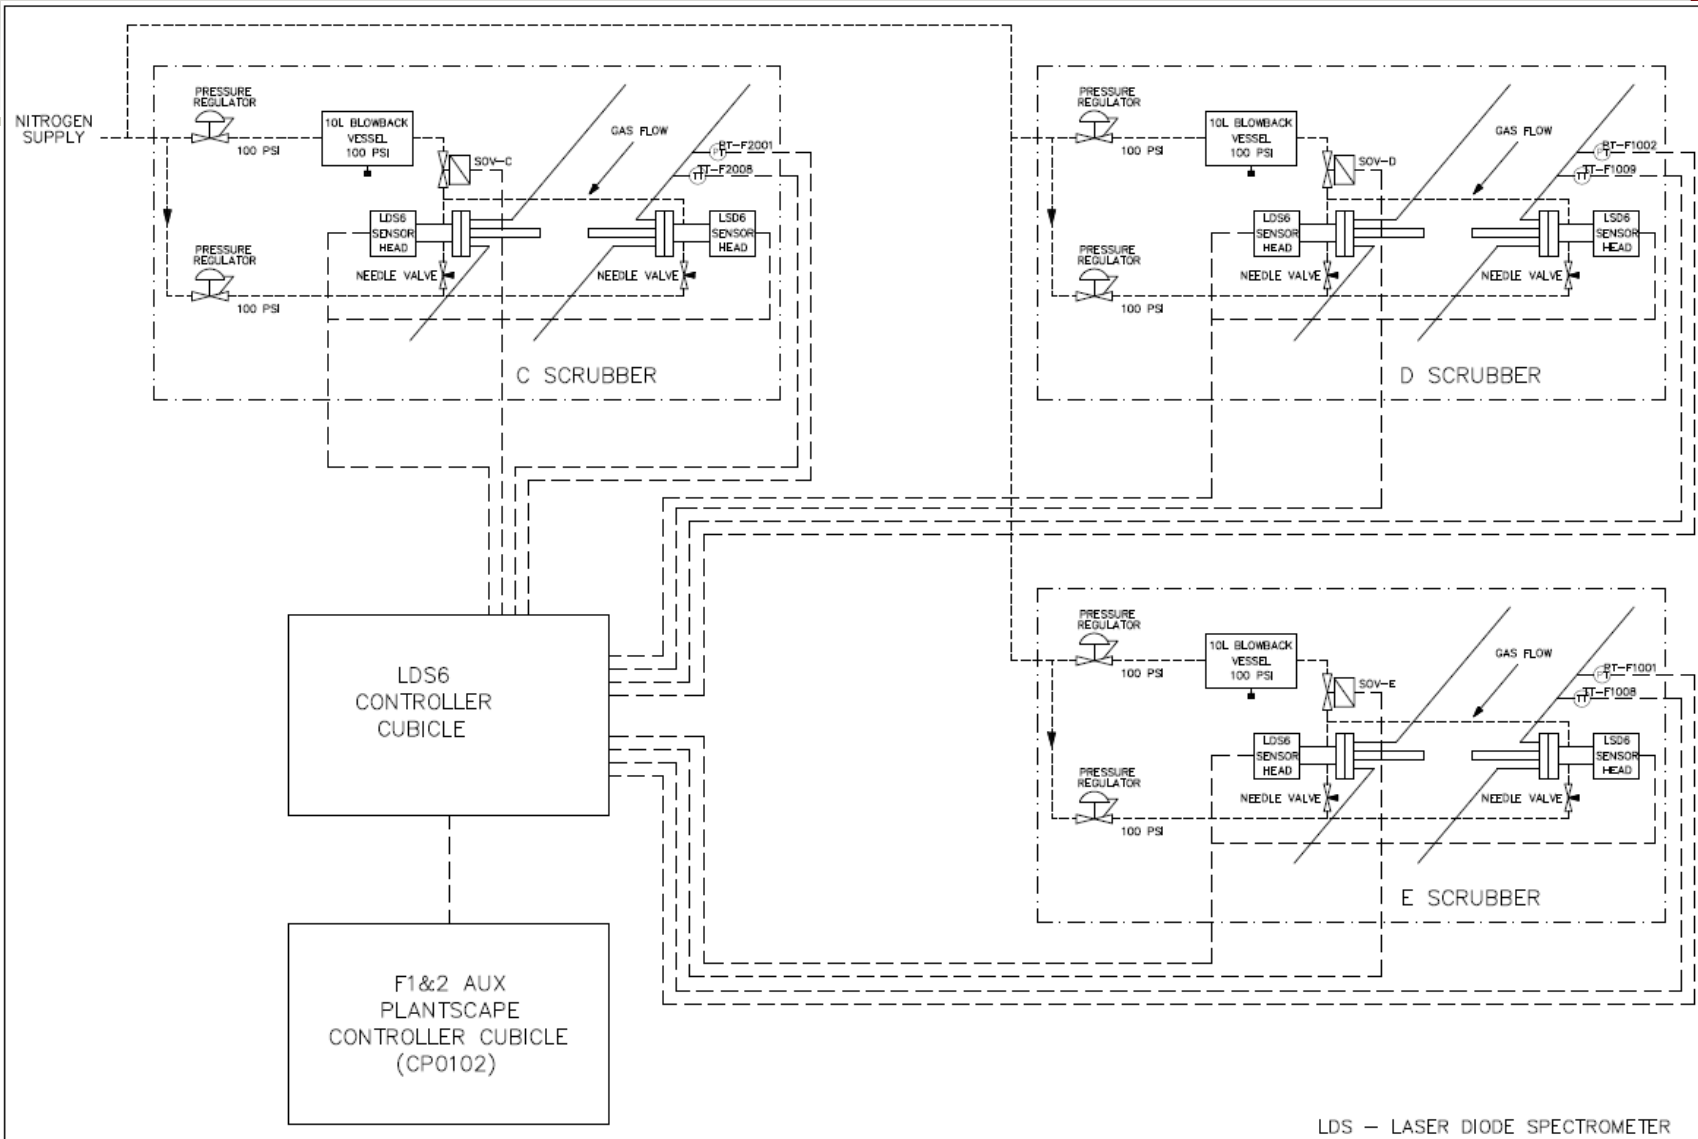 NITROGEN
SUPPLY
PRESSURE
REGULATOR
100 PSI
10L BLOWBACK
VESSEL
100 PSI
SOV-C
GAS FLOW
PT-F2001
TT-F2008
LDS6
SENSOR
HEAD
LSD6
SENSOR
HEAD
PRESSURE
REGULATOR
100 PSI
NEEDLE VALVE
NEEDLE VALVE
C SCRUBBER
PRESSURE
REGULATOR
100 PSI
10L BLOWBACK
VESSEL
100 PSI
SOV-D
GAS FLOW
PT-F1002
TT-F1009
LDS6
SENSOR
HEAD
LSD6
SENSOR
HEAD
PRESSURE
REGULATOR
100 PSI
NEEDLE VALVE
NEEDLE VALVE
D SCRUBBER
PRESSURE
REGULATOR
100 PSI
10L BLOWBACK
VESSEL
100 PSI
SOV-E
GAS FLOW
PT-F1001
TT-F1008
LDS6
SENSOR
HEAD
LSD6
SENSOR
HEAD
PRESSURE
REGULATOR
100 PSI
NEEDLE VALVE
NEEDLE VALVE
E SCRUBBER
LDS6
CONTROLLER
CUBICLE
F1&2 AUX
PLANTSCAPE
CONTROLLER CUBICLE
(CP0102)
LDS – LASER DIODE SPECTROMETER